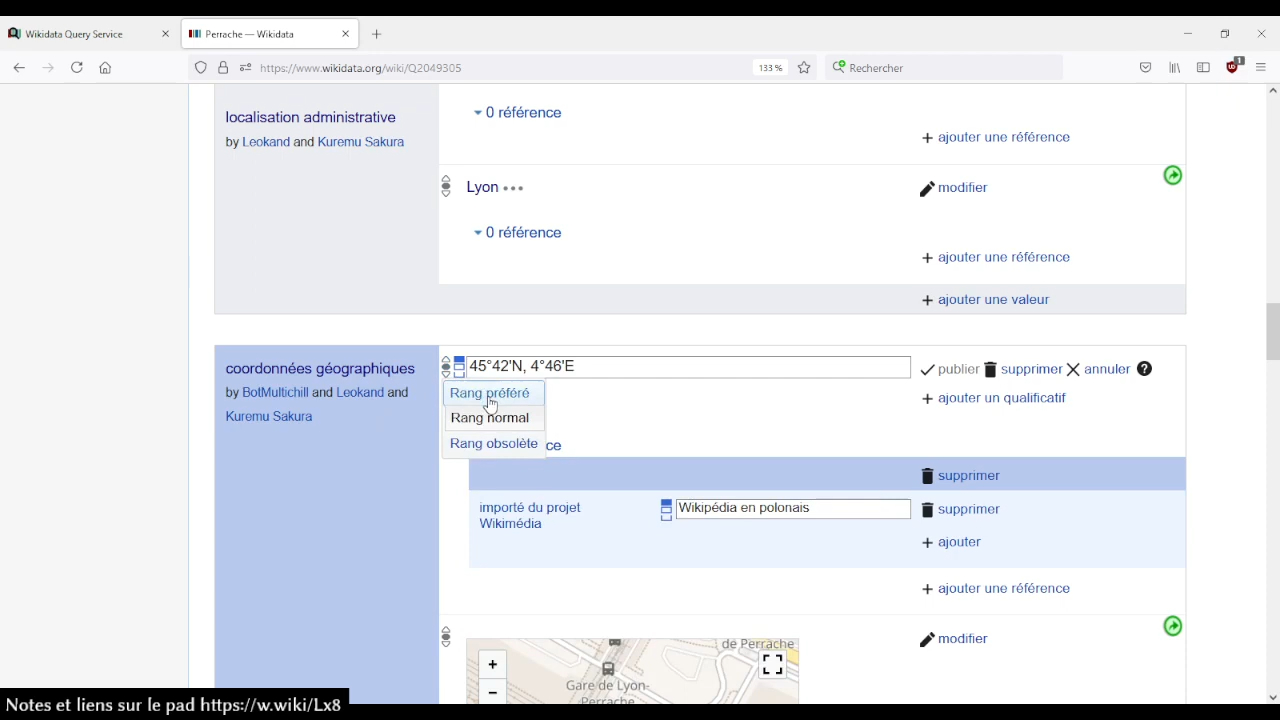 Wikidata Query Service
Perrache — Wikidata
https://www.wikidata.org/wiki/Q2049305
133 %
Rechercher
1
localisation administrative
by Leokand and Kuremu Sakura
0 référence
+ ajouter une référence
Lyon
modifier
0 référence
+ ajouter une référence
+ ajouter une valeur
coordonnées géographiques
by BotMultichill and Leokand and
Kuremu Sakura
45°42'N, 4°46'E
publier supprimer annuler ?
Rang préféré
+ ajouter un qualificatif
Rang normal
Rang obsolète
ce
supprimer
importé du projet
Wikimédia
Wikipédia en polonais
supprimer
+ ajouter
+ ajouter une référence
modifier
de Perrache
+
Gare de Lyon-
Perrache
−
Notes et liens sur le pad https://w.wiki/Lx8